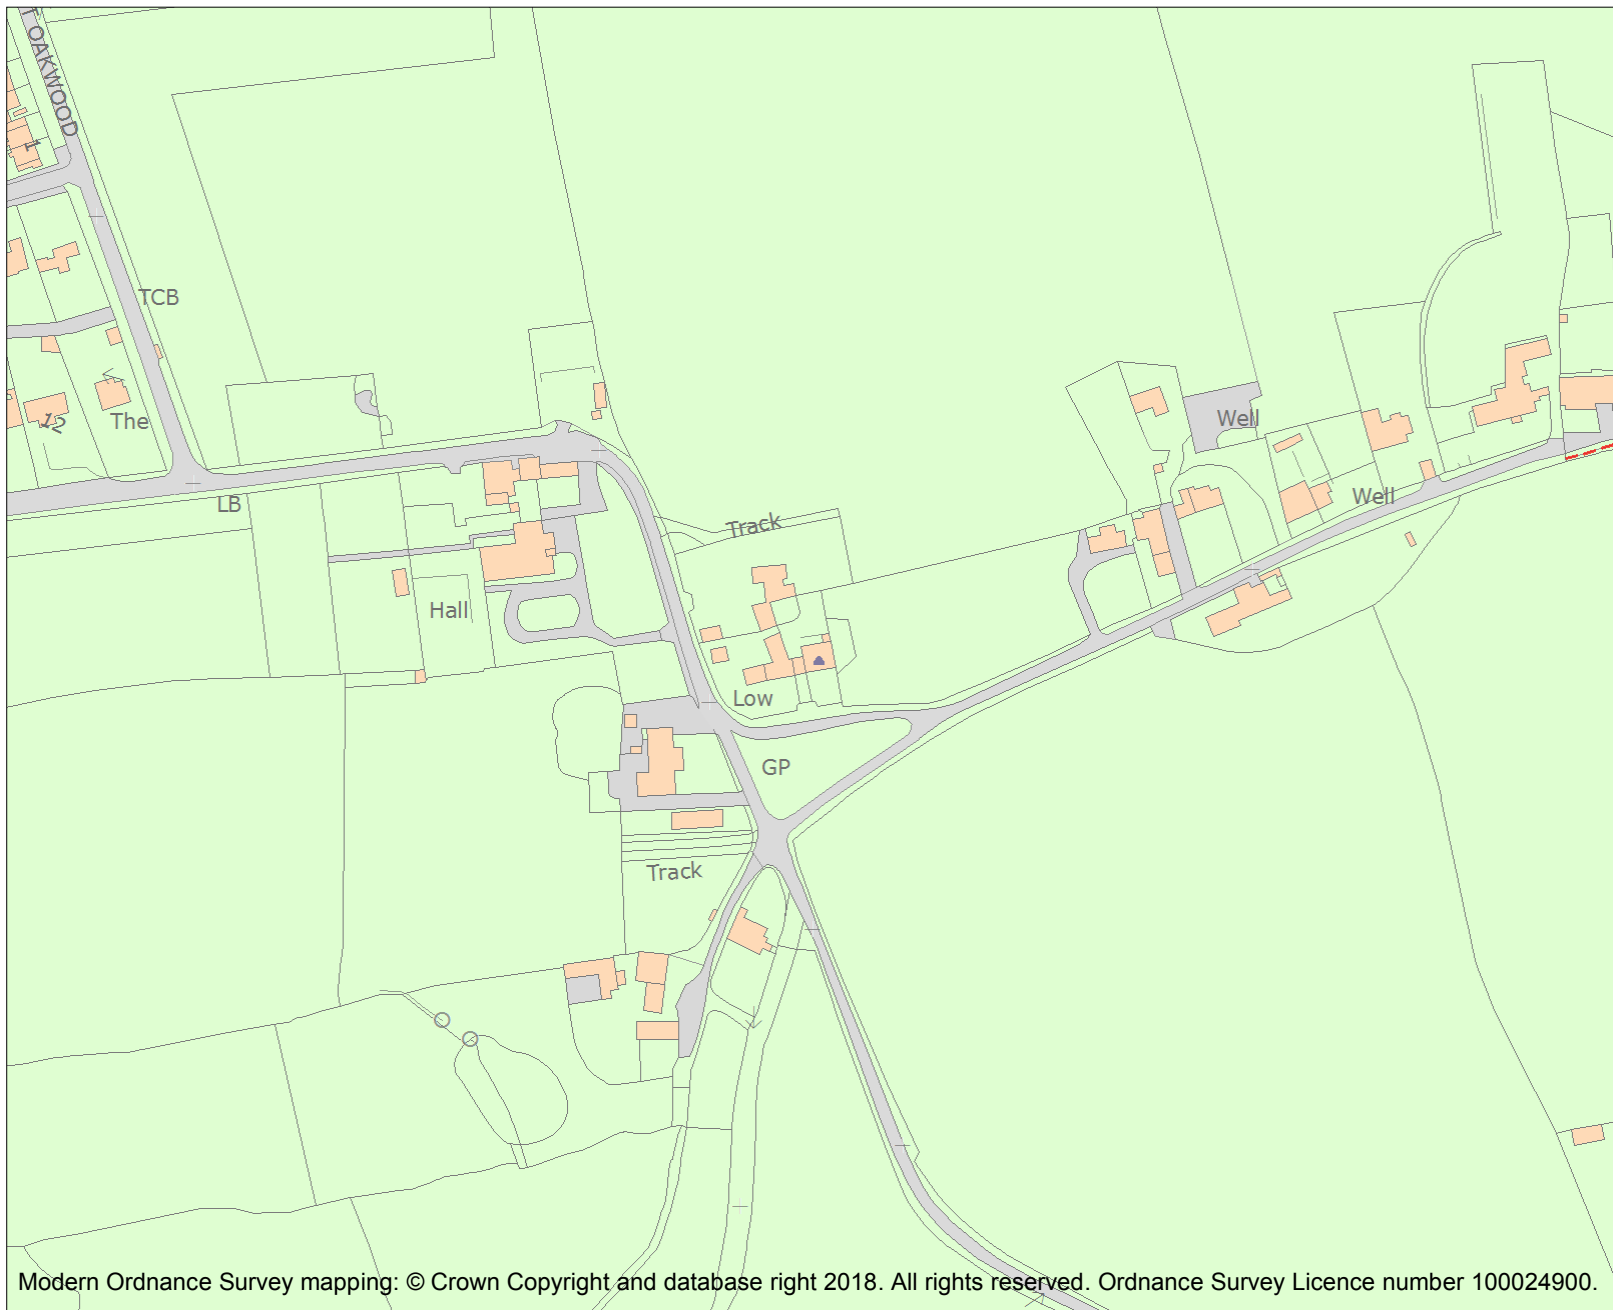 T OAKWOOD
1
TCB
The
12
Well
Well
LB
Track
Hall
Low
GP
Track
Modern Ordnance Survey mapping: © Crown Copyright and database right 2018. All rights reserved. Ordnance Survey Licence number 100024900.